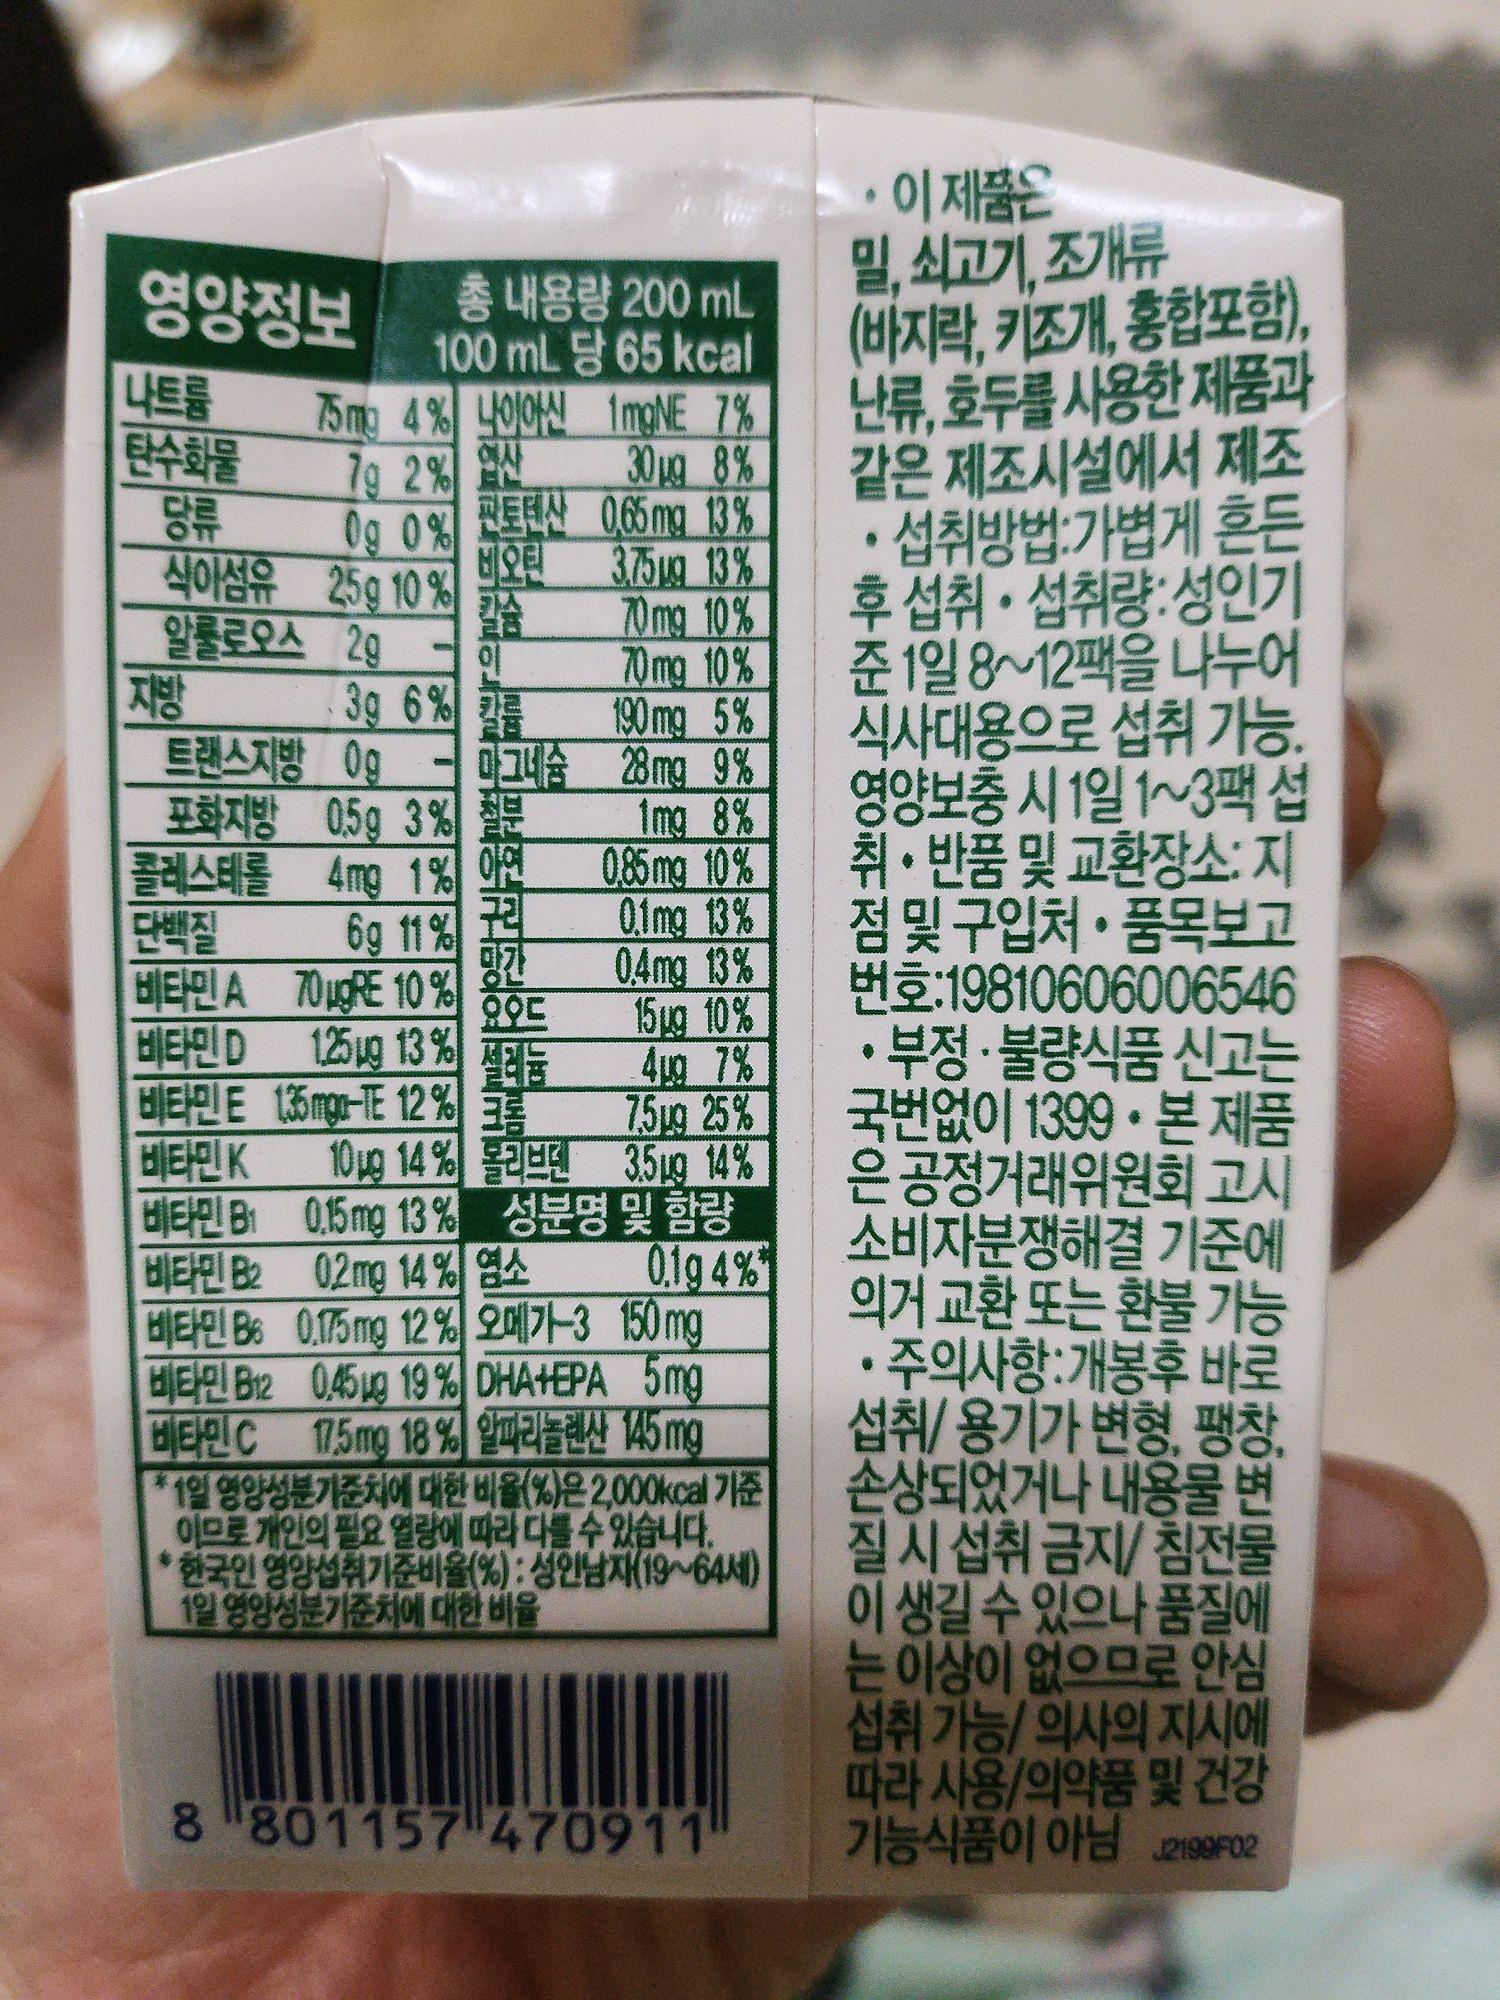 영양정보
총 내용량 200 mL
100 mL 당 65 kcal
나트륨 75mg 4%
탄수화물 7g 2%
당류 0g 0%
식이섬유 2.5g 10%
알룰로오스 2g -
지방 3g 6%
트랜스지방 0g -
포화지방 0.5g 3%
콜레스테롤 4mg 1%
단백질 6g 11%
비타민 A 70μgRE 10%
비타민 D 1.25μg 13%
비타민 E 1.35mgα-TE 12%
비타민 K 10μg 14%
비타민 B1 0.15mg 13%
비타민 B2 0.2mg 14%
비타민 B6 0.175mg 12%
비타민 B12 0.45μg 19%
비타민 C 17.5mg 18%
나이아신 1mgNE 7%
엽산 30μg 8%
판토텐산 0.65mg 13%
비오틴 3.75μg 13%
칼슘 70mg 10%
인 70mg 10%
칼륨 190mg 5%
마그네슘 28mg 9%
철분 1mg 8%
아연 0.85mg 10%
구리 0.1mg 13%
망간 0.4mg 13%
요오드 15μg 10%
셀레늄 4μg 7%
크롬 7.5μg 25%
몰리브덴 3.5μg 14%
성분명 및 함량
염소 0.1g 4%*
오메가-3 150mg
DHA+EPA 5mg
알파리놀렌산 145mg
* 1일 영양성분기준치에 대한 비율(%)은 2,000kcal 기준
이므로 개인의 필요 열량에 따라 다를 수 있습니다.
* 한국인 영양섭취기준비율(%) : 성인남자(19~64세)
1일 영양성분기준치에 대한 비율
8 801157 470911
• 이 제품은
밀, 쇠고기, 조개류
(바지락, 키조개, 홍합포함),
난류, 호두를 사용한 제품과
같은 제조시설에서 제조
• 섭취방법:가볍게 흔든
후 섭취 • 섭취량:성인기
준 1일 8~12팩을 나누어
식사대용으로 섭취 가능.
영양보충 시 1일 1~3팩 섭
취 • 반품 및 교환장소: 지
점 및 구입처 • 품목보고
번호:19810606006546
• 부정·불량식품 신고는
국번없이 1399 • 본 제품
은 공정거래위원회 고시
소비자분쟁해결 기준에
의거 교환 또는 환불 가능
• 주의사항:개봉후 바로
섭취/ 용기가 변형, 팽창,
손상되었거나 내용물 변
질 시 섭취 금지/ 침전물
이 생길 수 있으나 품질에
는 이상이 없으므로 안심
섭취 가능/ 의사의 지시에
따라 사용/의약품 및 건강
기능식품이 아님 J2199F02